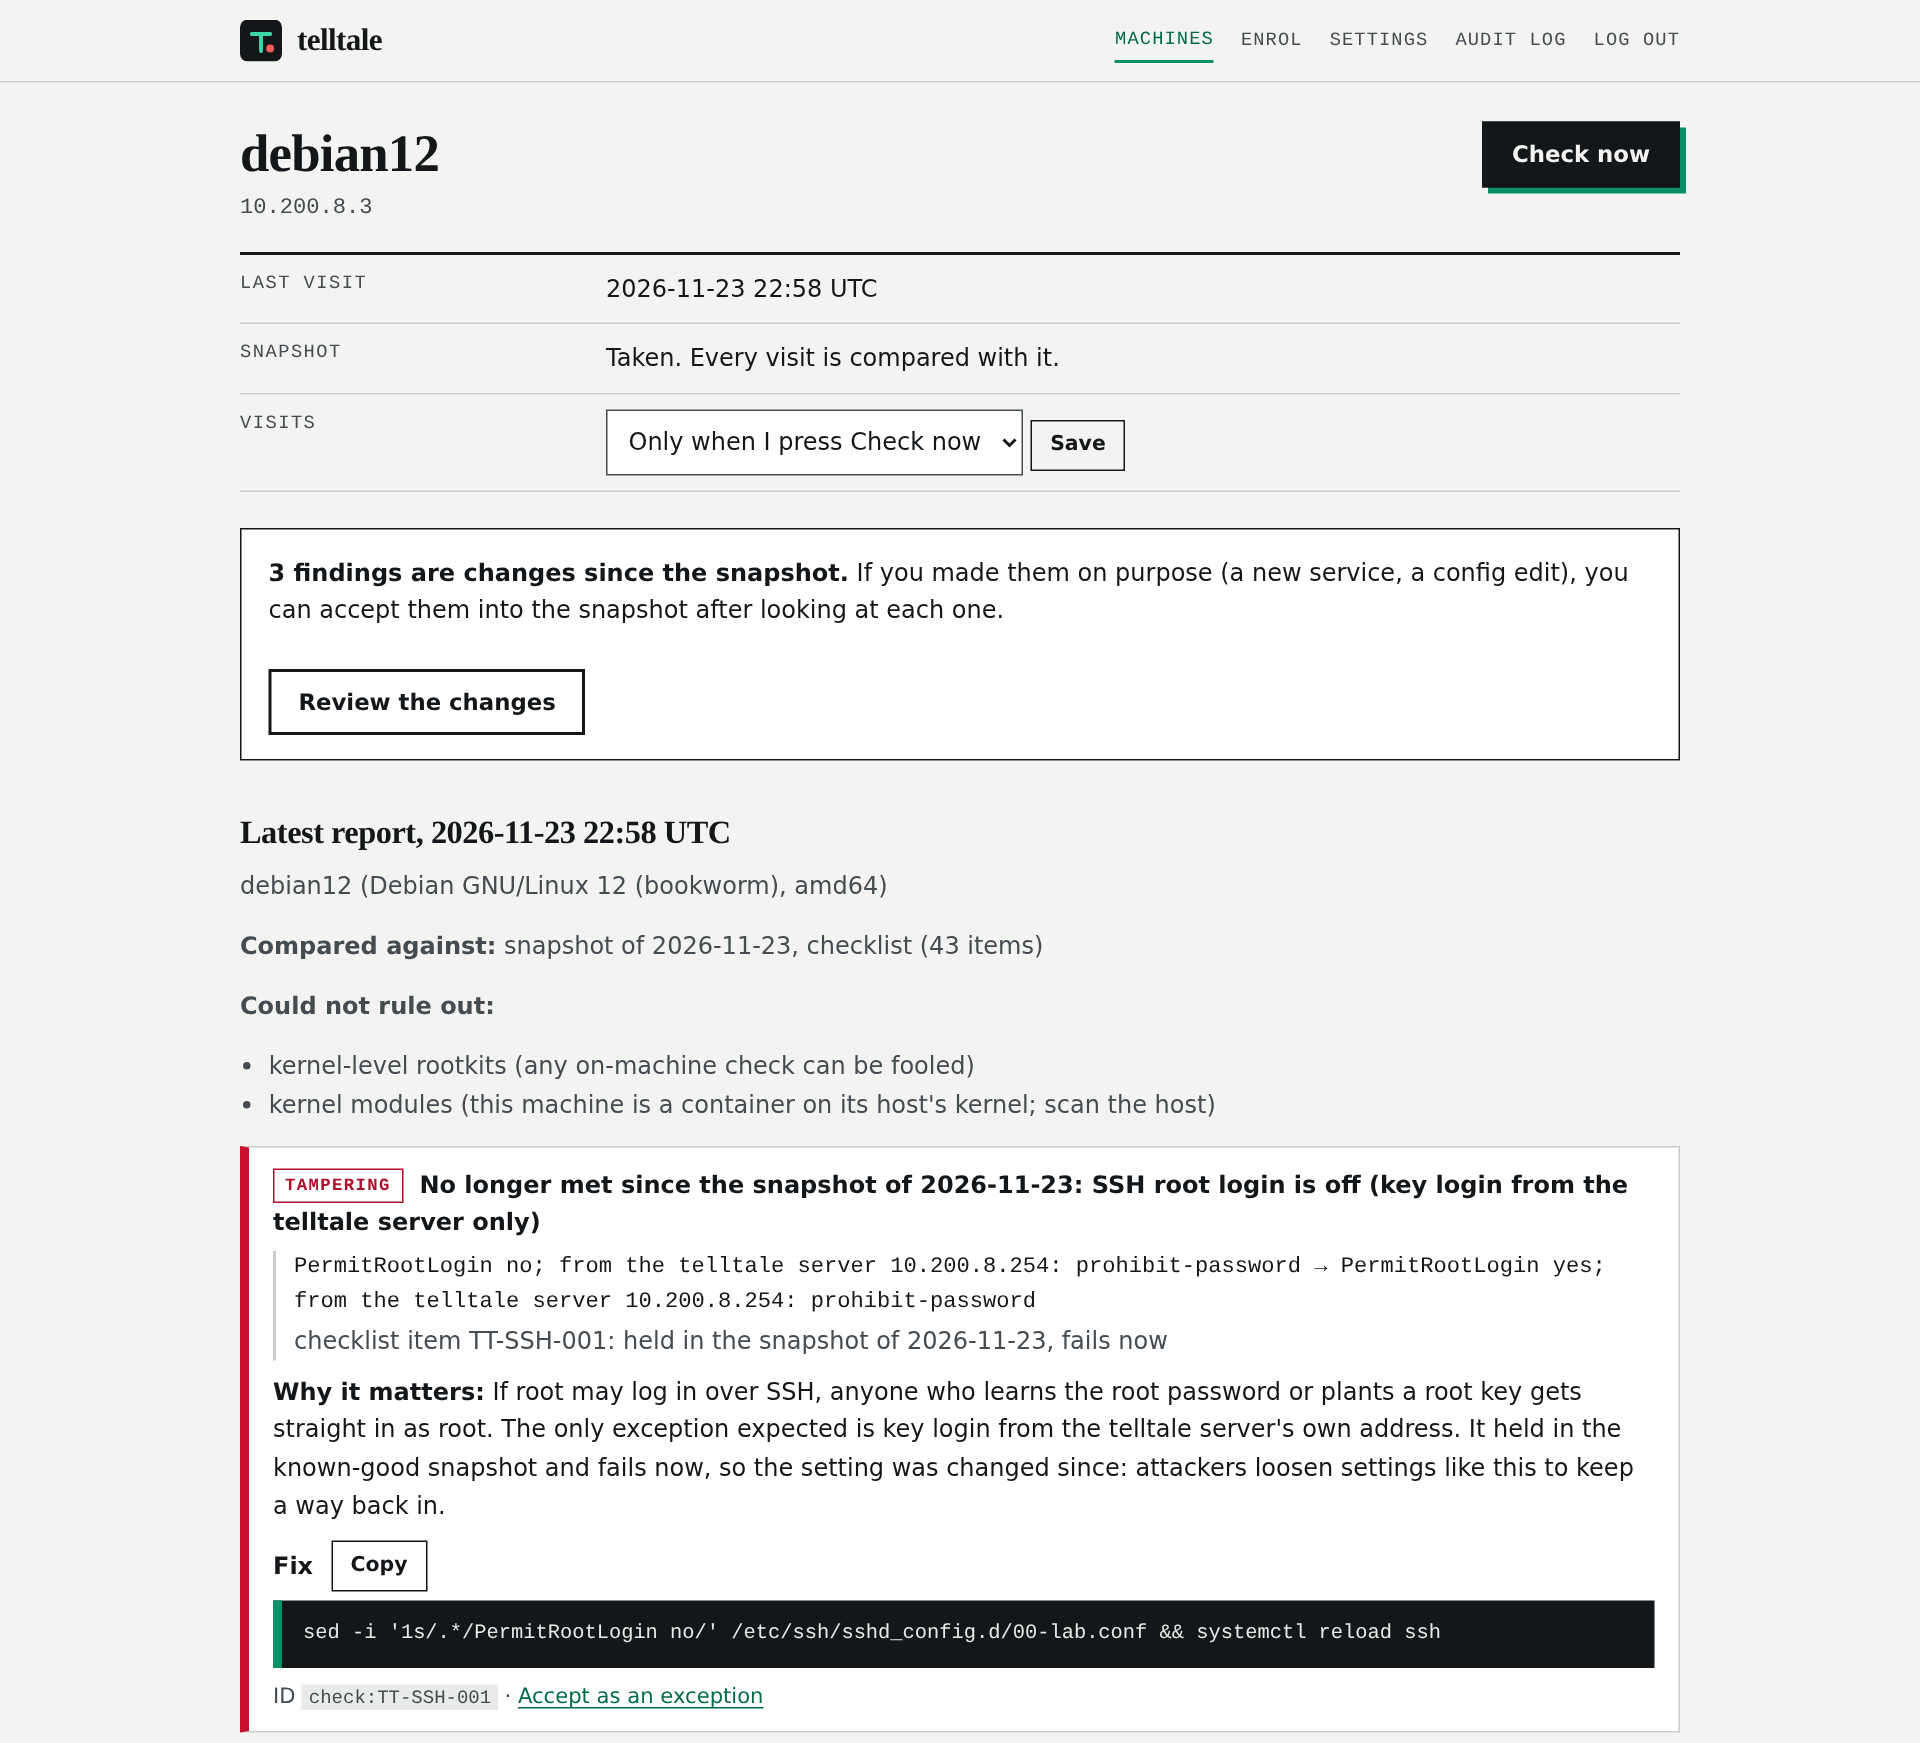 telltale
MACHINES ENROL SETTINGS AUDIT LOG LOG OUT
debian12
Check now
10.200.8.3
LAST VISIT 2026-11-23 22:58 UTC
SNAPSHOT Taken. Every visit is compared with it.
VISITS Only when I press Check now Save
3 findings are changes since the snapshot. If you made them on purpose (a new service, a config edit), you
can accept them into the snapshot after looking at each one.
Review the changes
Latest report, 2026-11-23 22:58 UTC
debian12 (Debian GNU/Linux 12 (bookworm), amd64)
Compared against: snapshot of 2026-11-23, checklist (43 items)
Could not rule out:
• kernel-level rootkits (any on-machine check can be fooled)
• kernel modules (this machine is a container on its host's kernel; scan the host)
TAMPERING No longer met since the snapshot of 2026-11-23: SSH root login is off (key login from the
telltale server only)
PermitRootLogin no; from the telltale server 10.200.8.254: prohibit-password → PermitRootLogin yes;
from the telltale server 10.200.8.254: prohibit-password
checklist item TT-SSH-001: held in the snapshot of 2026-11-23, fails now
Why it matters: If root may log in over SSH, anyone who learns the root password or plants a root key gets
straight in as root. The only exception expected is key login from the telltale server's own address. It held in the
known-good snapshot and fails now, so the setting was changed since: attackers loosen settings like this to keep
a way back in.
Fix Copy
sed -i '1s/.*/PermitRootLogin no/' /etc/ssh/sshd_config.d/00-lab.conf && systemctl reload ssh
ID check:TT-SSH-001 · Accept as an exception